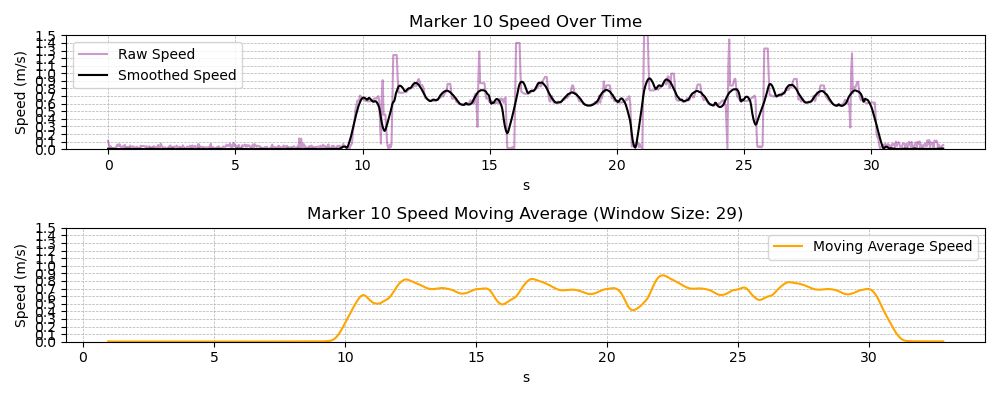 Marker 10 Speed Over Time
Speed (m/s)
1.5
1.4
1.3
1.2
1.1
1.0
0.9
0.8
0.7
0.6
0.5
0.4
0.3
0.2
0.1
0.0
Raw Speed
Smoothed Speed
0 5 10 15 20 25 30
s
Marker 10 Speed Moving Average (Window Size: 29)
Speed (m/s)
1.5
1.4
1.3
1.2
1.1
1.0
0.9
0.8
0.7
0.6
0.5
0.4
0.3
0.2
0.1
0.0
Moving Average Speed
0 5 10 15 20 25 30
s